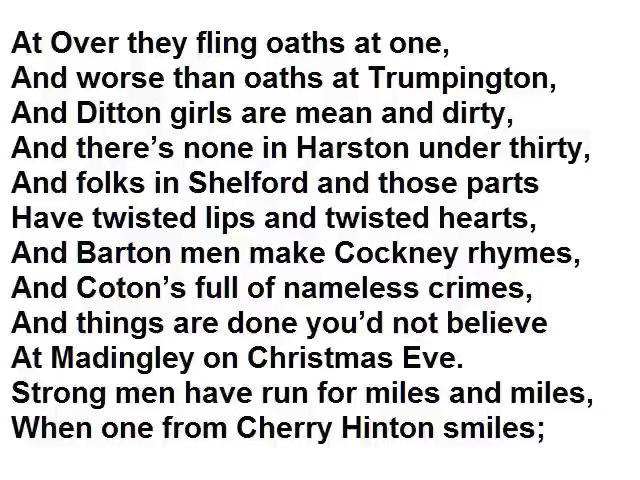 At Over they fling oaths at one,
And worse than oaths at Trumpington,
And Ditton girls are mean and dirty,
And there's none in Harston under thirty,
And folks in Shelford and those parts
Have twisted lips and twisted hearts,
And Barton men make Cockney rhymes,
And Coton's full of nameless crimes,
And things are done you'd not believe
At Madingley on Christmas Eve.
Strong men have run for miles and miles,
When one from Cherry Hinton smiles;